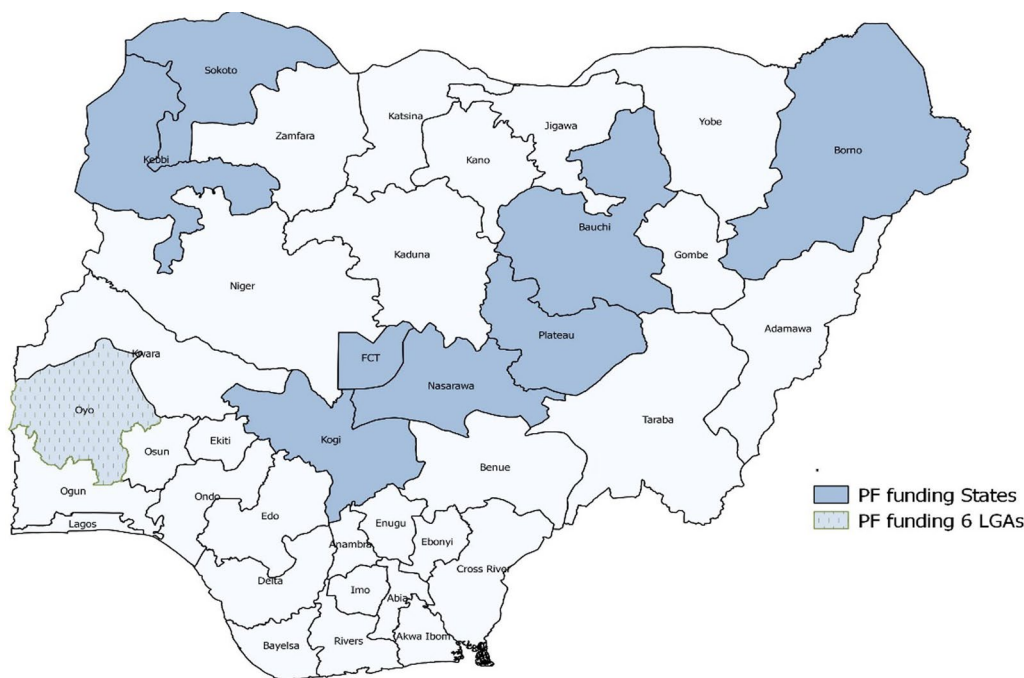 Sokoto
Katsina
Jigawa
Yobe
Zamfara
Borno
Kebbi
Kano
Bauchi
Kaduna
Gombe
Niger
Adamawa
Plateau
Kwara
FCT
Nasarawa
Oyo
Taraba
Kogi
Ekiti
Osun
Benue
Ogun
Ondo
Edo
Lagos
Enugu
Anambra
Ebonyi
Cross River
Delta
Imo
Abia
Bayelsa
Rivers
Akwa Ibom
PF funding States
PF funding 6 LGAs